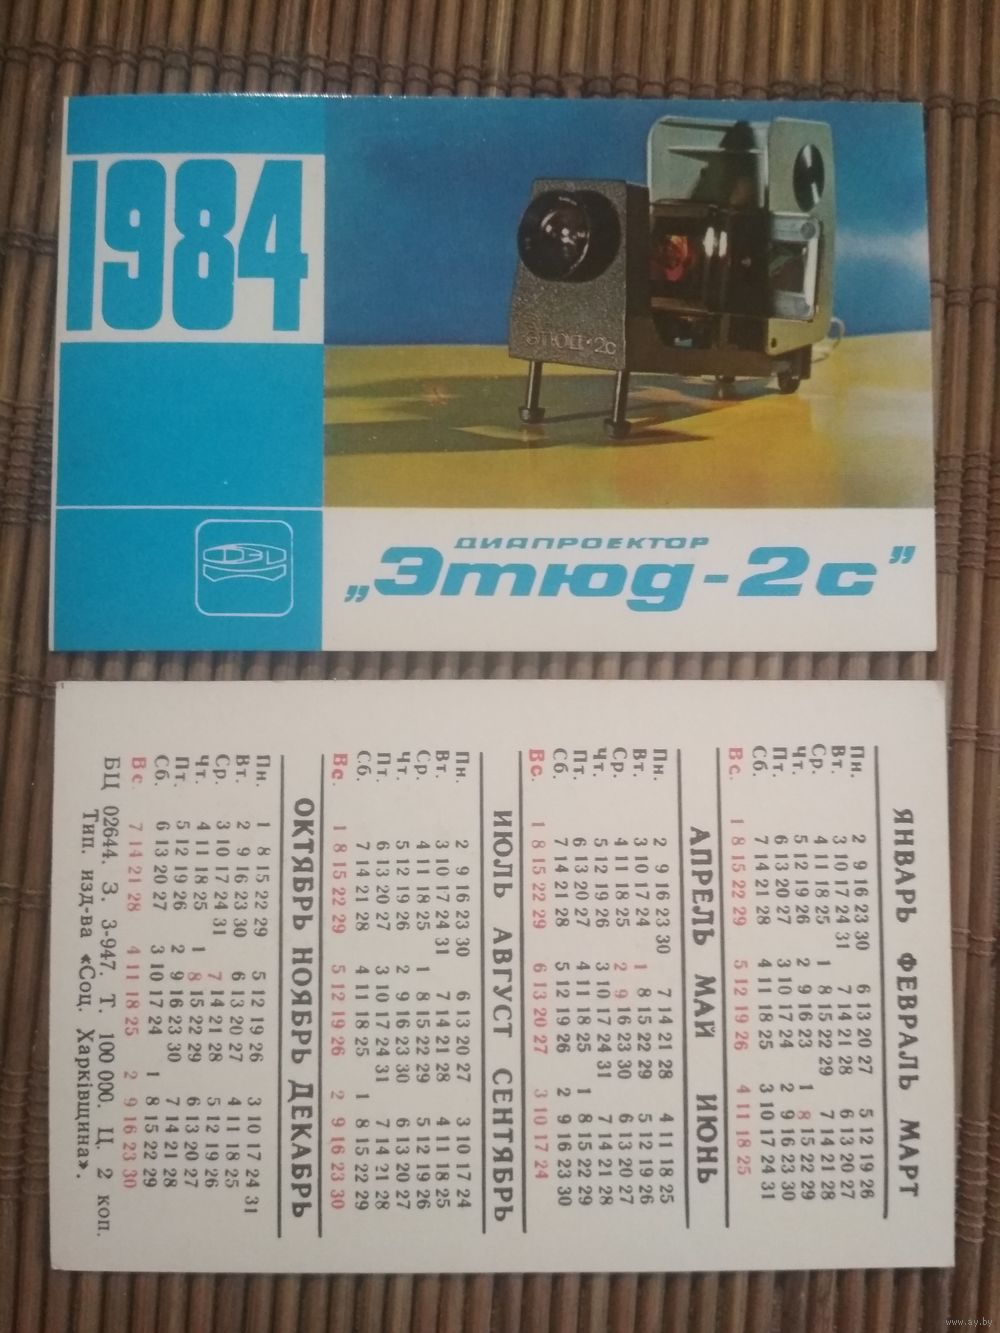 1984
ЭТЮД-2с
ДИАПРОЕКТОР
„Этюд-2с”
ЯНВАРЬ ФЕВРАЛЬ МАРТ
Пн. 2 9 16 23 30 6 13 20 27 5 12 19 26
Вт. 3 10 17 24 31 7 14 21 28 6 13 20 27
Ср. 4 11 18 25 1 8 15 22 29 7 14 21 28
Чт. 5 12 19 26 2 9 16 23 1 8 15 22 29
Пт. 6 13 20 27 3 10 17 24 2 9 16 23 30
Сб. 7 14 21 28 4 11 18 25 3 10 17 24 31
Вс. 1 8 15 22 29 5 12 19 26 4 11 18 25
АПРЕЛЬ МАЙ ИЮНЬ
Пн. 2 9 16 23 30 7 14 21 28 4 11 18 25
Вт. 3 10 17 24 1 8 15 22 29 5 12 19 26
Ср. 4 11 18 25 2 9 16 23 30 6 13 20 27
Чт. 5 12 19 26 3 10 17 24 31 7 14 21 28
Пт. 6 13 20 27 4 11 18 25 1 8 15 22 29
Сб. 7 14 21 28 5 12 19 26 2 9 16 23 30
Вс. 1 8 15 22 29 6 13 20 27 3 10 17 24
ИЮЛЬ АВГУСТ СЕНТЯБРЬ
Пн. 2 9 16 23 30 6 13 20 27 3 10 17 24
Вт. 3 10 17 24 31 7 14 21 28 4 11 18 25
Ср. 4 11 18 25 1 8 15 22 29 5 12 19 26
Чт. 5 12 19 26 2 9 16 23 30 6 13 20 27
Пт. 6 13 20 27 3 10 17 24 31 7 14 21 28
Сб. 7 14 21 28 4 11 18 25 1 8 15 22 29
Вс. 1 8 15 22 29 5 12 19 26 2 9 16 23 30
ОКТЯБРЬ НОЯБРЬ ДЕКАБРЬ
Пн. 1 8 15 22 29 5 12 19 26 3 10 17 24 31
Вт. 2 9 16 23 30 6 13 20 27 4 11 18 25
Ср. 3 10 17 24 31 7 14 21 28 5 12 19 26
Чт. 4 11 18 25 1 8 15 22 29 6 13 20 27
Пт. 5 12 19 26 2 9 16 23 30 7 14 21 28
Сб. 6 13 20 27 3 10 17 24 1 8 15 22 29
Вс. 7 14 21 28 4 11 18 25 2 9 16 23 30
БЦ 02644. З. 3-947. Т. 100 000. Ц. 2 коп.
Тип. изд-ва «Соц. Харківщина».
www.ay.by